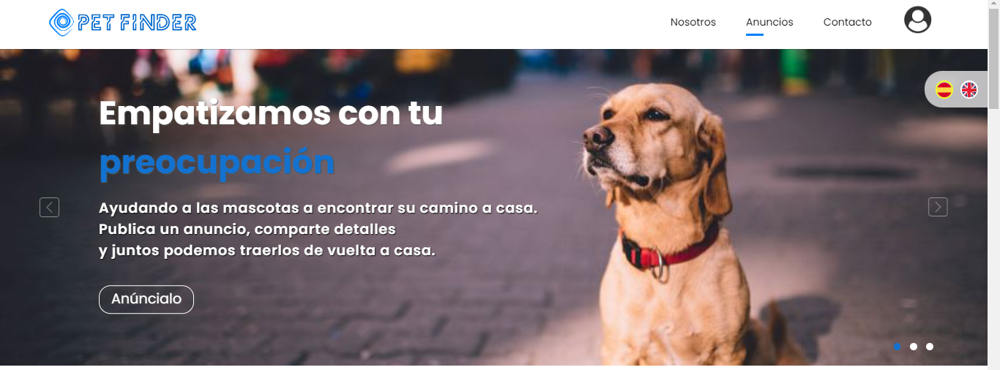 PET FINDER
Nosotros Anuncios Contacto
Empatizamos con tu
preocupación
Ayudando a las mascotas a encontrar su camino a casa.
Publica un anuncio, comparte detalles
y juntos podemos traerlos de vuelta a casa.
Anúncialo